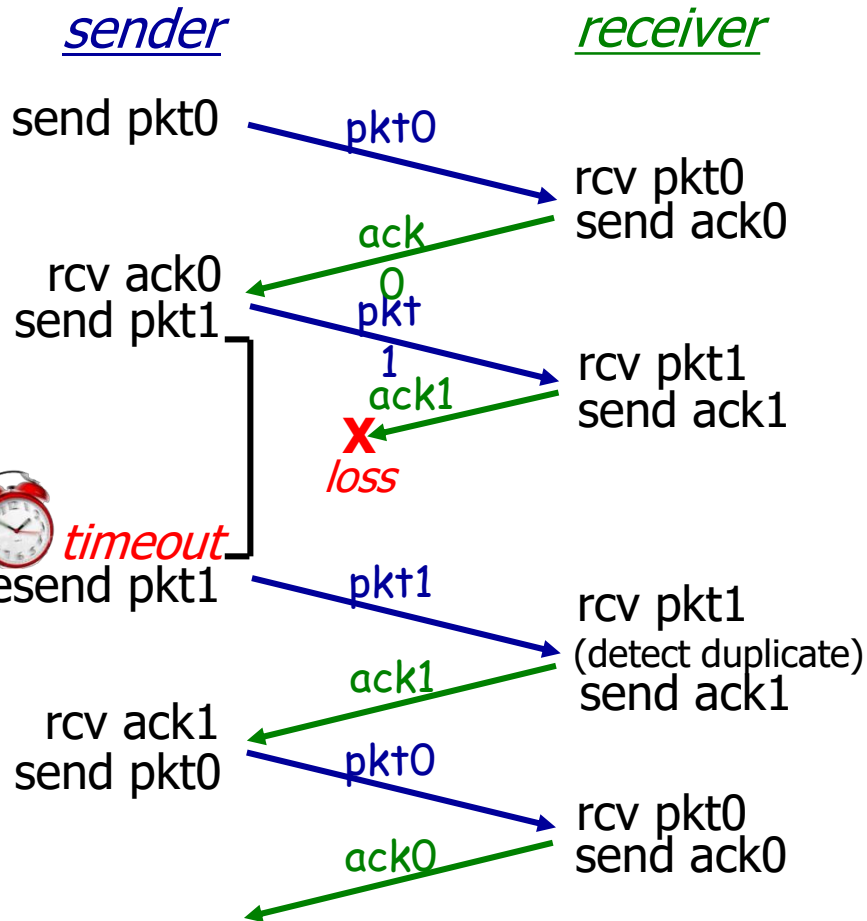 sender
receiver
send pkt0
pkt0
rcv pkt0
send ack0
ack
0
rcv ack0
send pkt1
pkt
1
rcv pkt1
send ack1
ack1
X
loss
timeout
esend pkt1
pkt1
rcv pkt1
(detect duplicate)
send ack1
ack1
rcv ack1
send pkt0
pkt0
rcv pkt0
send ack0
ack0